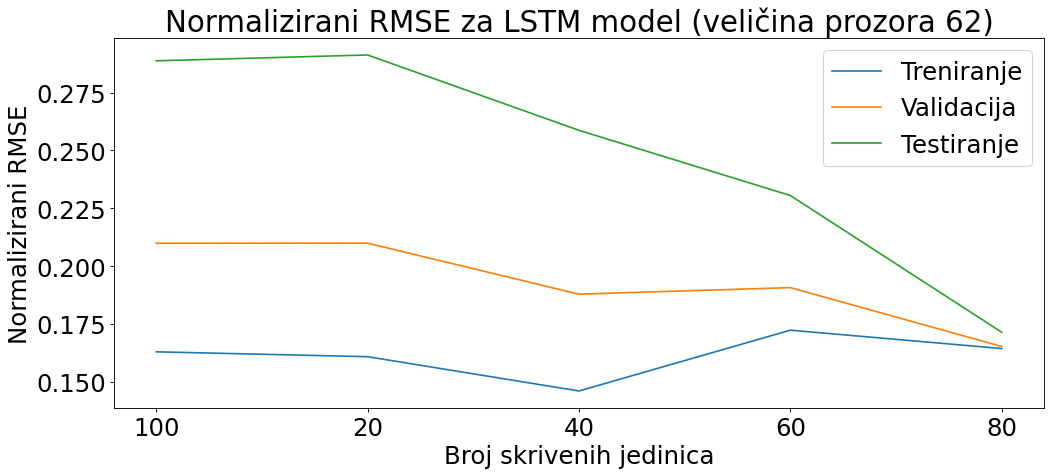 Normalizirani RMSE za LSTM model (veličina prozora 62)
Treniranje
Validacija
Testiranje
Normalizirani RMSE
0.275
0.250
0.225
0.200
0.175
0.150
100 20 40 60 80
Broj skrivenih jedinica